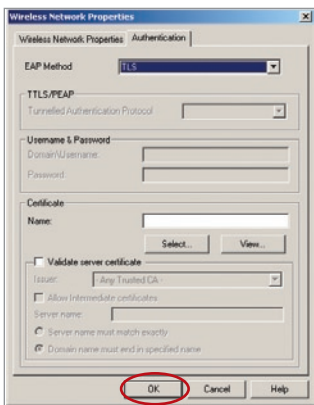 Wireless Network Properties
Wireless Network Properties Authentication
EAP Method TLS
TTLS/PEAP
Tunnelled Authentication Protocol
Username & Password
Domain\Username:
Password:
Certificate
Name:
Select... View...
Validate server certificate
Issuer: - Any Trusted CA -
Allow Intermediate certificates
Server name:
Server name must match exactly
Domain name must end in specified name
OK Cancel Help